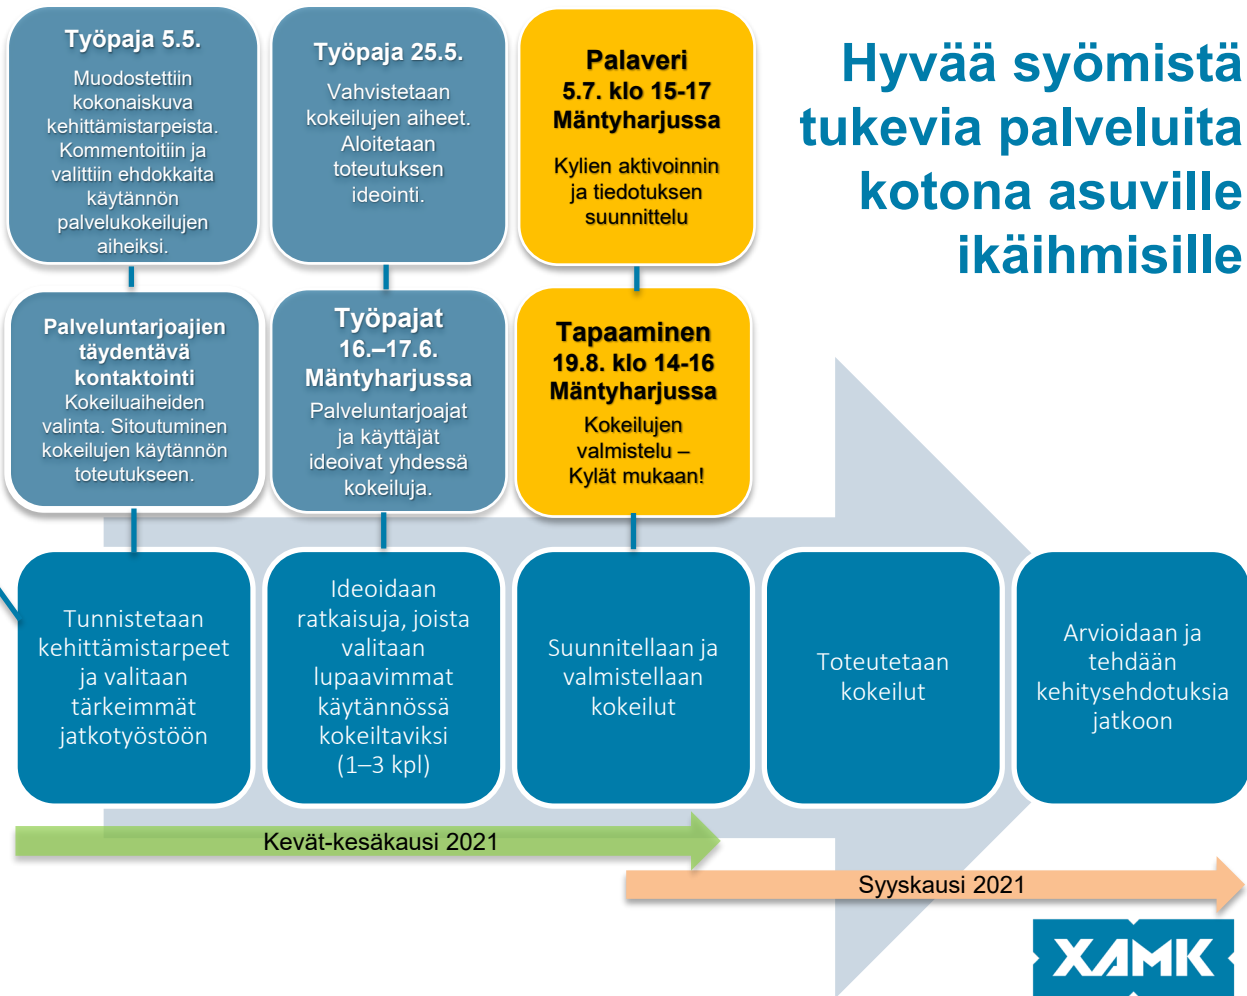 Hyvää syömistä
tukevia palveluita
kotona asuville
ikäihmisille
Työpaja 5.5.
Muodostettiin
kokonaiskuva
kehittämistarpeista.
Kommentoitiin ja
valittiin ehdokkaita
käytännön
palvelukokeilujen
aiheiksi.
Työpaja 25.5.
Vahvistetaan
kokeilujen aiheet.
Aloitetaan
toteutuksen
ideointi.
Palaveri
5.7. klo 15-17
Mäntyharjussa
Kylien aktivoinnin
ja tiedotuksen
suunnittelu
Palveluntarjoajien
täydentävä
kontaktointi
Kokeiluaiheiden
valinta. Sitoutuminen
kokeilujen käytännön
toteutukseen.
Työpajat
16.–17.6.
Mäntyharjussa
Palveluntarjoajat
ja käyttäjät
ideoivat yhdessä
kokeiluja.
Tapaaminen
19.8. klo 14-16
Mäntyharjussa
Kokeilujen
valmistelu –
Kylät mukaan!
Tunnistetaan
kehittämistarpeet
ja valitaan
tärkeimmät
jatkotyöstöön
Ideoidaan
ratkaisuja, joista
valitaan
lupaavimmat
käytännössä
kokeiltaviksi
(1–3 kpl)
Suunnitellaan ja
valmistellaan
kokeilut
Toteutetaan
kokeilut
Arvioidaan ja
tehdään
kehitysehdotuksia
jatkoon
Kevät-kesäkausi 2021
Syyskausi 2021
XAMK